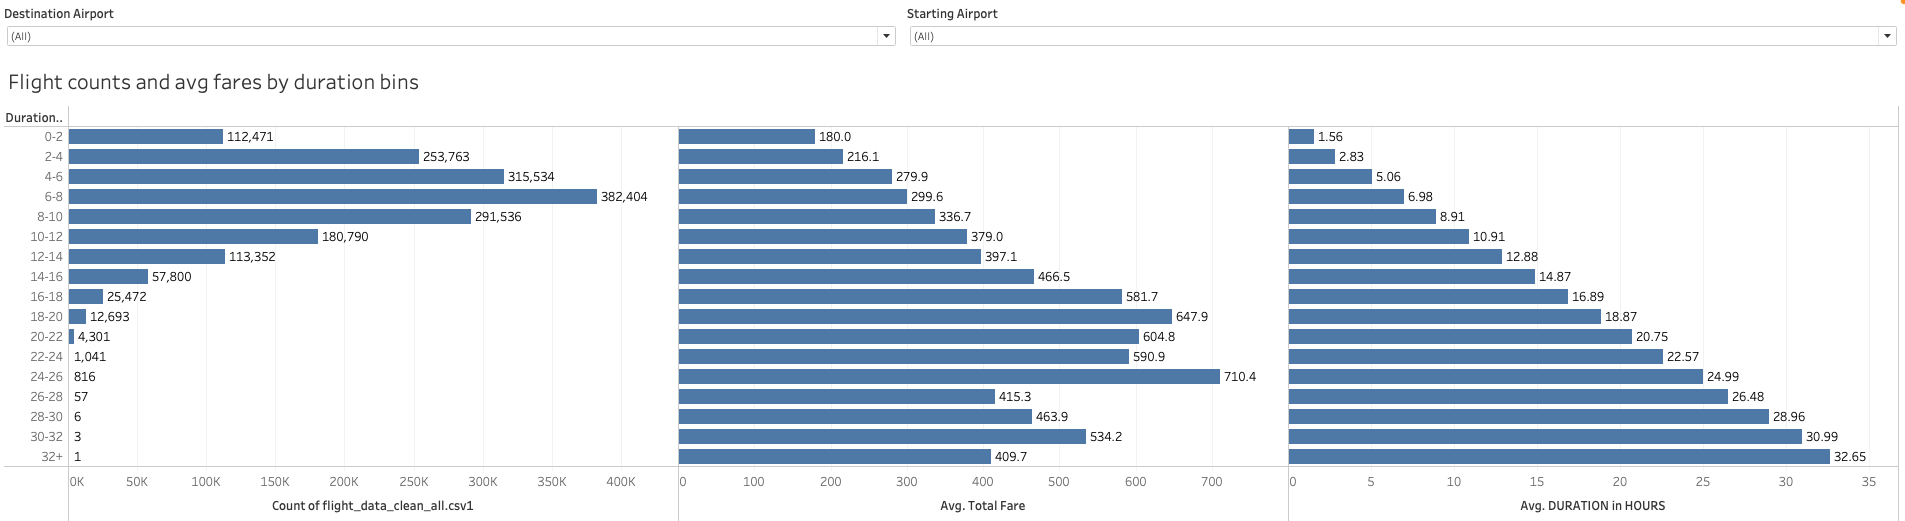 Destination Airport Starting Airport
(All) (All)
Flight counts and avg fares by duration bins
Duration..
0-2 112,471 180.0 1.56
2-4 253,763 216.1 2.83
4-6 315,534 279.9 5.06
6-8 382,404 299.6 6.98
8-10 291,536 336.7 8.91
10-12 180,790 379.0 10.91
12-14 113,352 397.1 12.88
14-16 57,800 466.5 14.87
16-18 25,472 581.7 16.89
18-20 12,693 647.9 18.87
20-22 4,301 604.8 20.75
22-24 1,041 590.9 22.57
24-26 816 710.4 24.99
26-28 57 415.3 26.48
28-30 6 463.9 28.96
30-32 3 534.2 30.99
32+ 1 409.7 32.65
0K 50K 100K 150K 200K 250K 300K 350K 400K 0 100 200 300 400 500 600 700 0 5 10 15 20 25 30 35
Count of flight_data_clean_all.csv1 Avg. Total Fare Avg. DURATION in HOURS